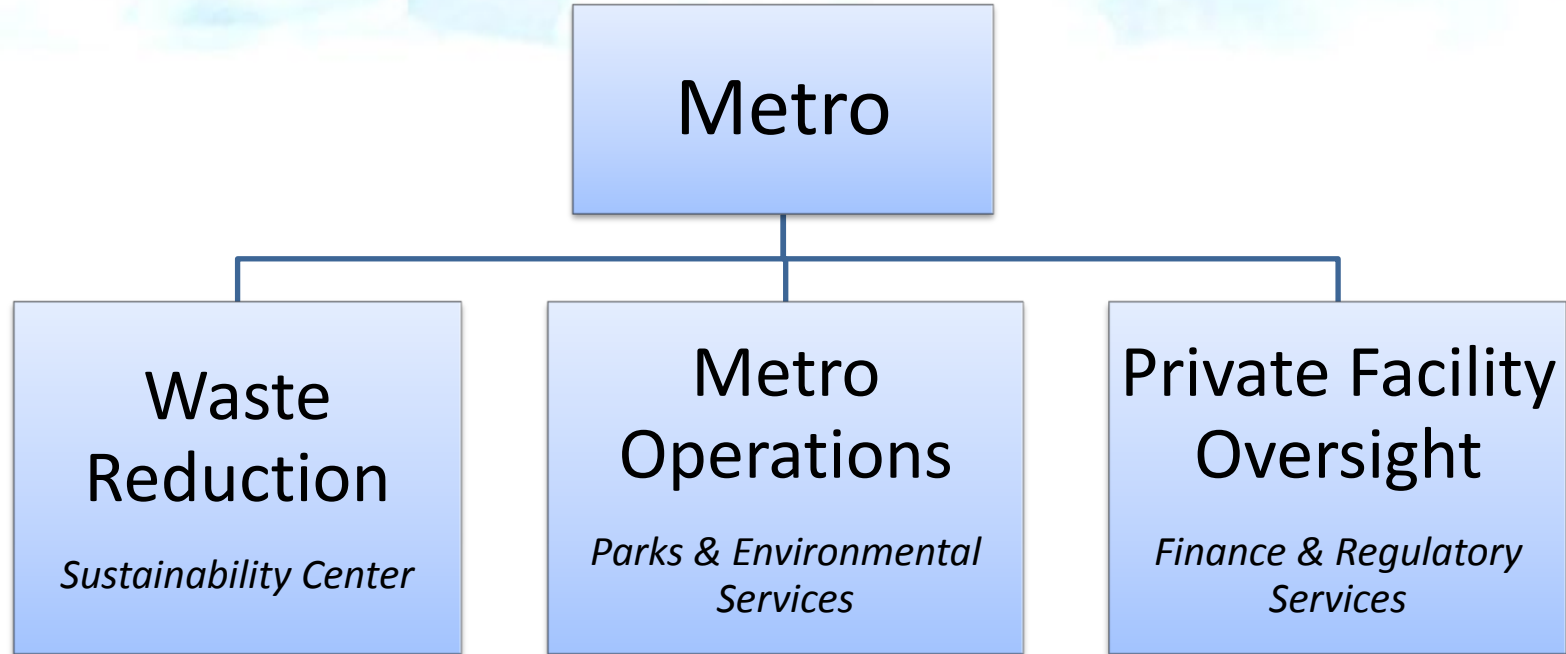 Metro
Waste
Reduction
Sustainability Center
Metro
Operations
Parks & Environmental
Services
Private Facility
Oversight
Finance & Regulatory
Services